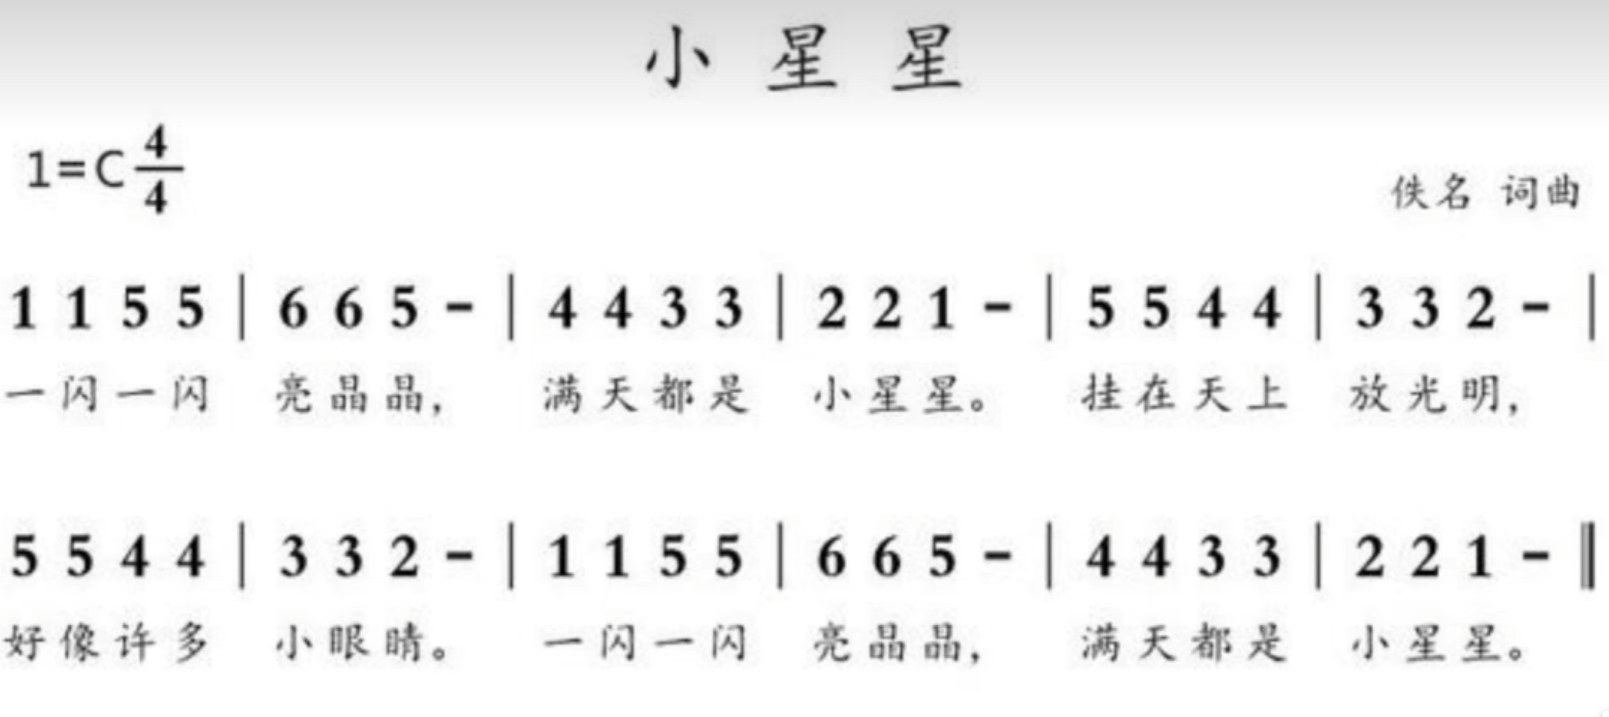 小星星
1=C 4/4
佚名 词曲
1 1 5 5 | 6 6 5 - | 4 4 3 3 | 2 2 1 - | 5 5 4 4 | 3 3 2 - |
一闪一闪 亮晶晶， 满天都是 小星星。 挂在天上 放光明，
5 5 4 4 | 3 3 2 - | 1 1 5 5 | 6 6 5 - | 4 4 3 3 | 2 2 1 - ‖
好像许多 小眼睛。 一闪一闪 亮晶晶， 满天都是 小星星。